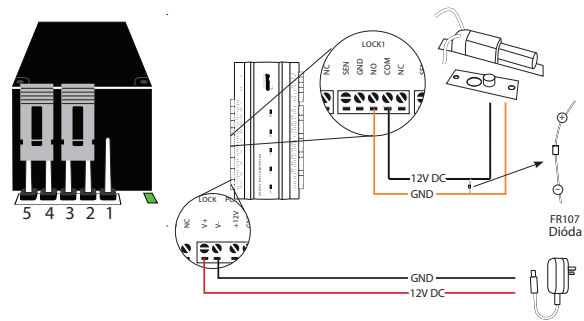 LOCK1
NC
SEN
GND
NO
COM
NC
12V DC
GND
FR107
Dióda
5 4 3 2 1
LOCK
NC
V+
V-
+12V
GND
12V DC